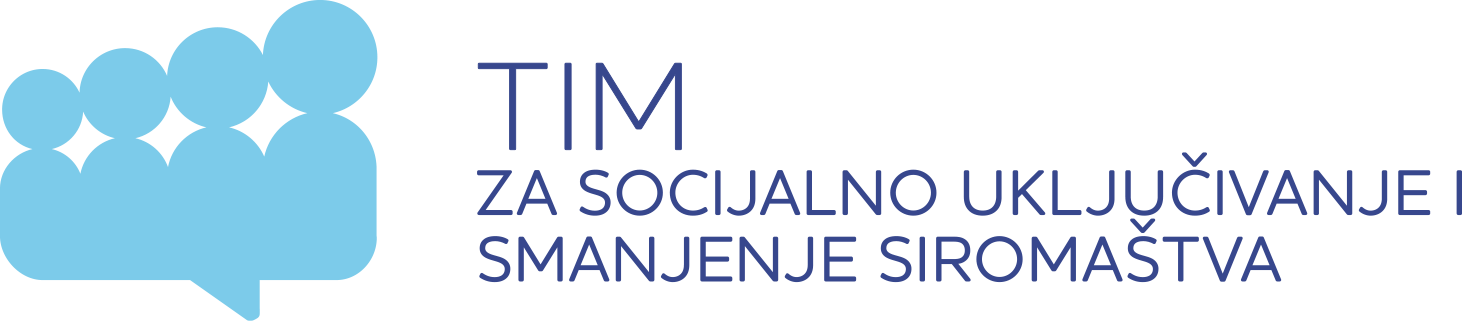 TIM
ZA SOCIJALNO UKLJUČIVANJE I
SMANJENJE SIROMAŠTVA